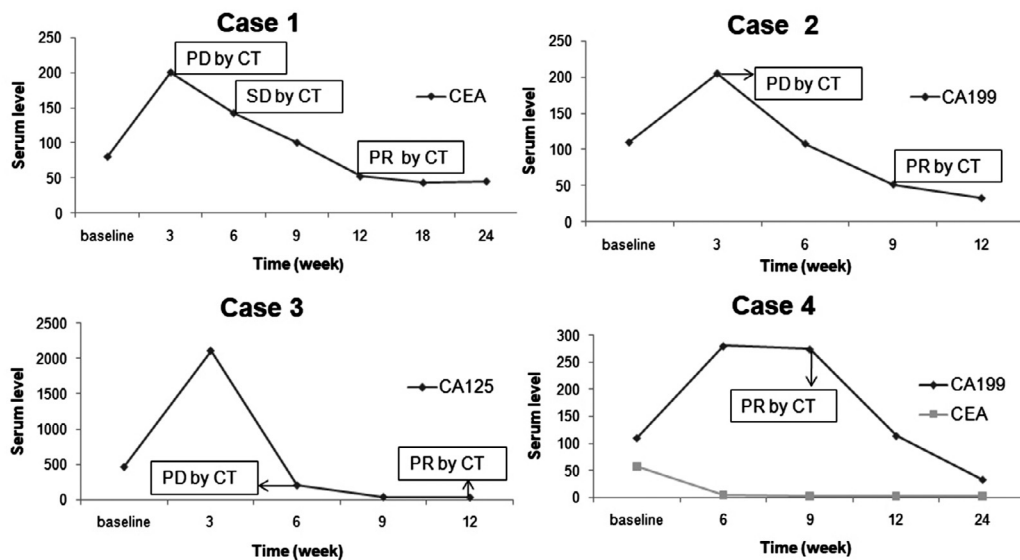 Case 1
250
200
150
100
50
0
Serum level
PD by CT
SD by CT
PR by CT
CEA
baseline 3 6 9 12 18 24
Time (week)
Case 2
250
200
150
100
50
0
Serum level
PD by CT
PR by CT
CA199
baseline 3 6 9 12
Time (week)
Case 3
2500
2000
1500
1000
5000
0
Serum level
PD by CT
PR by CT
CA125
baseline 3 6 9 12
Time (week)
Case 4
300
250
200
150
100
50
0
Serum level
PR by CT
CA199
CEA
baseline 6 9 12 24
Time (week)